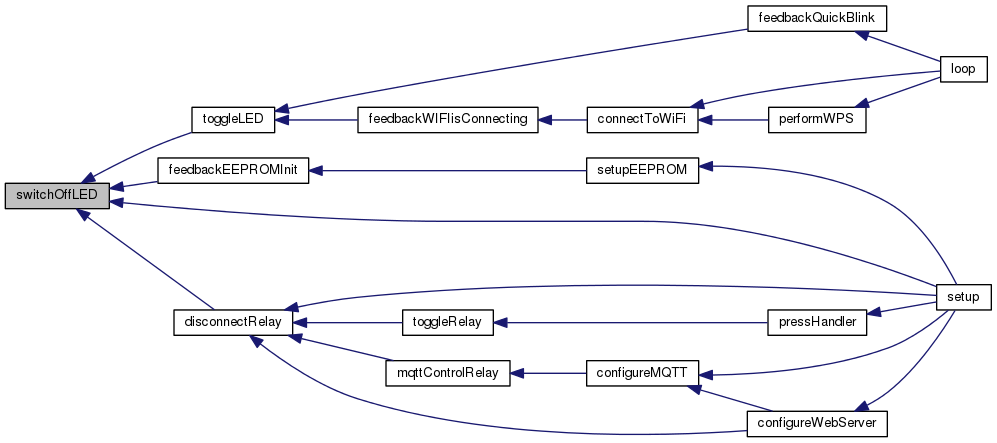 feedbackQuickBlink
loop
toggleLED
feedbackWIFIisConnecting
connectToWiFi
performWPS
feedbackEEPROMInit
setupEEPROM
switchOffLED
setup
disconnectRelay
toggleRelay
pressHandler
mqttControlRelay
configureMQTT
configureWebServer